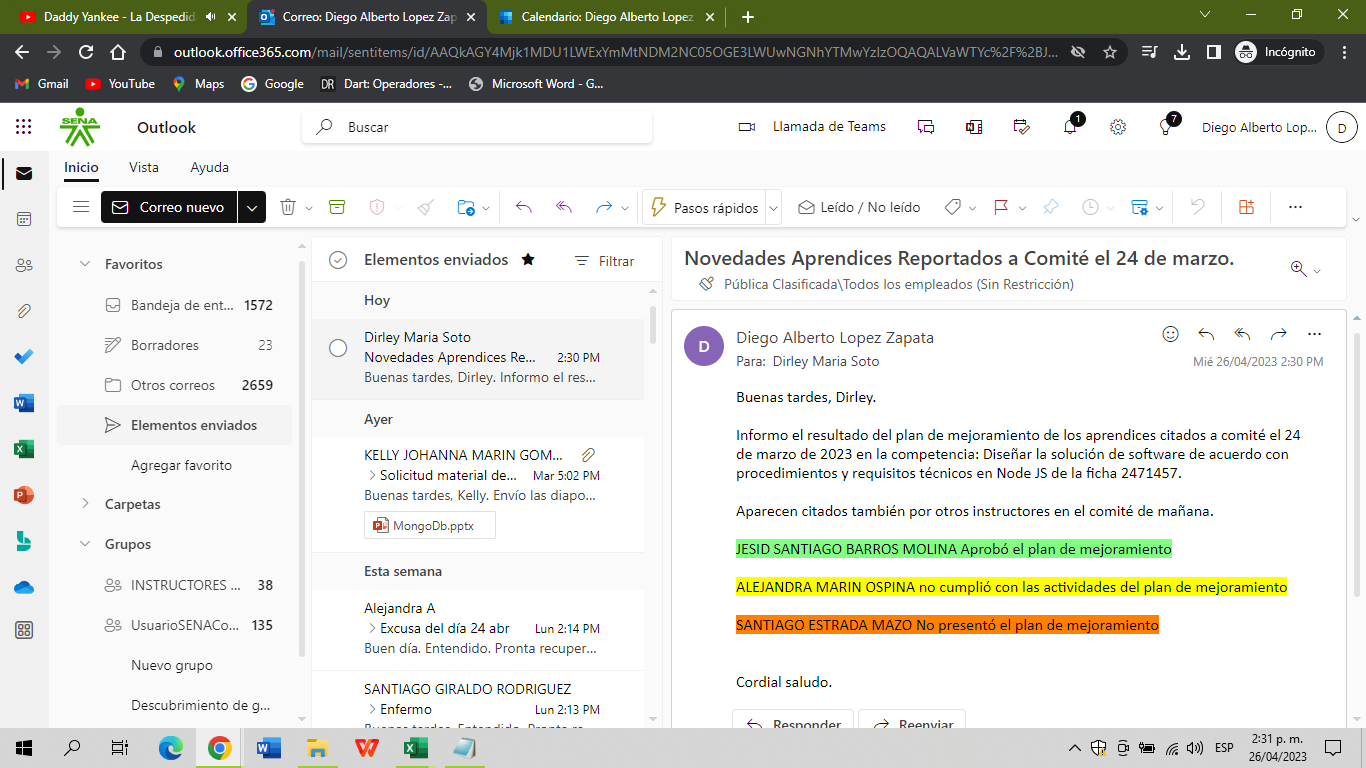 Daddy Yankee - La Despedid
Correo: Diego Alberto Lopez Zap
Calendario: Diego Alberto Lopez
outlook.office365.com/mail/sentitems/id/AAQkAGY4Mjk1MDU1LWExYmMtNDM2NC05OGE3LWUwNGNhYTMwYzIzOQAQALVaWTYc%2F%2BJ...
Incógnito
Gmail
YouTube
Maps
Google
DR Dart: Operadores -...
Microsoft Word - G...
SENA
Outlook
Buscar
Llamada de Teams
1
7
Diego Alberto Lop...
D
Inicio
Vista
Ayuda
Correo nuevo
Pasos rápidos
Leído / No leído
Favoritos
Bandeja de ent... 1572
Borradores 23
Otros correos 2659
Elementos enviados
Agregar favorito
Carpetas
Grupos
INSTRUCTORES ... 38
UsuarioSENACo... 135
Nuevo grupo
Descubrimiento de g...
Elementos enviados
Filtrar
Hoy
Dirley Maria Soto
Novedades Aprendices Re... 2:30 PM
Buenas tardes, Dirley. Informo el res...
Ayer
KELLY JOHANNA MARIN GOM...
Solicitud material de... Mar 5:02 PM
Buenas tardes, Kelly. Envío las diapo...
MongoDb.pptx
Esta semana
Alejandra A
Excusa del día 24 abr Lun 2:14 PM
Buen día. Entendido. Pronta recuper...
SANTIAGO GIRALDO RODRIGUEZ
Enfermo Lun 2:13 PM
Buenas tardes. Entendido. Pronta re...
Novedades Aprendices Reportados a Comité el 24 de marzo.
Pública Clasificada\Todos los empleados (Sin Restricción)
D
Diego Alberto Lopez Zapata
Para: Dirley Maria Soto
Mié 26/04/2023 2:30 PM
Buenas tardes, Dirley.
Informo el resultado del plan de mejoramiento de los aprendices citados a comité el 24
de marzo de 2023 en la competencia: Diseñar la solución de software de acuerdo con
procedimientos y requisitos técnicos en Node JS de la ficha 2471457.
Aparecen citados también por otros instructores en el comité de mañana.
JESID SANTIAGO BARROS MOLINA Aprobó el plan de mejoramiento
ALEJANDRA MARIN OSPINA no cumplió con las actividades del plan de mejoramiento
SANTIAGO ESTRADA MAZO No presentó el plan de mejoramiento
Cordial saludo.
Responder
Reenviar
ESP
2:31 p. m.
26/04/2023